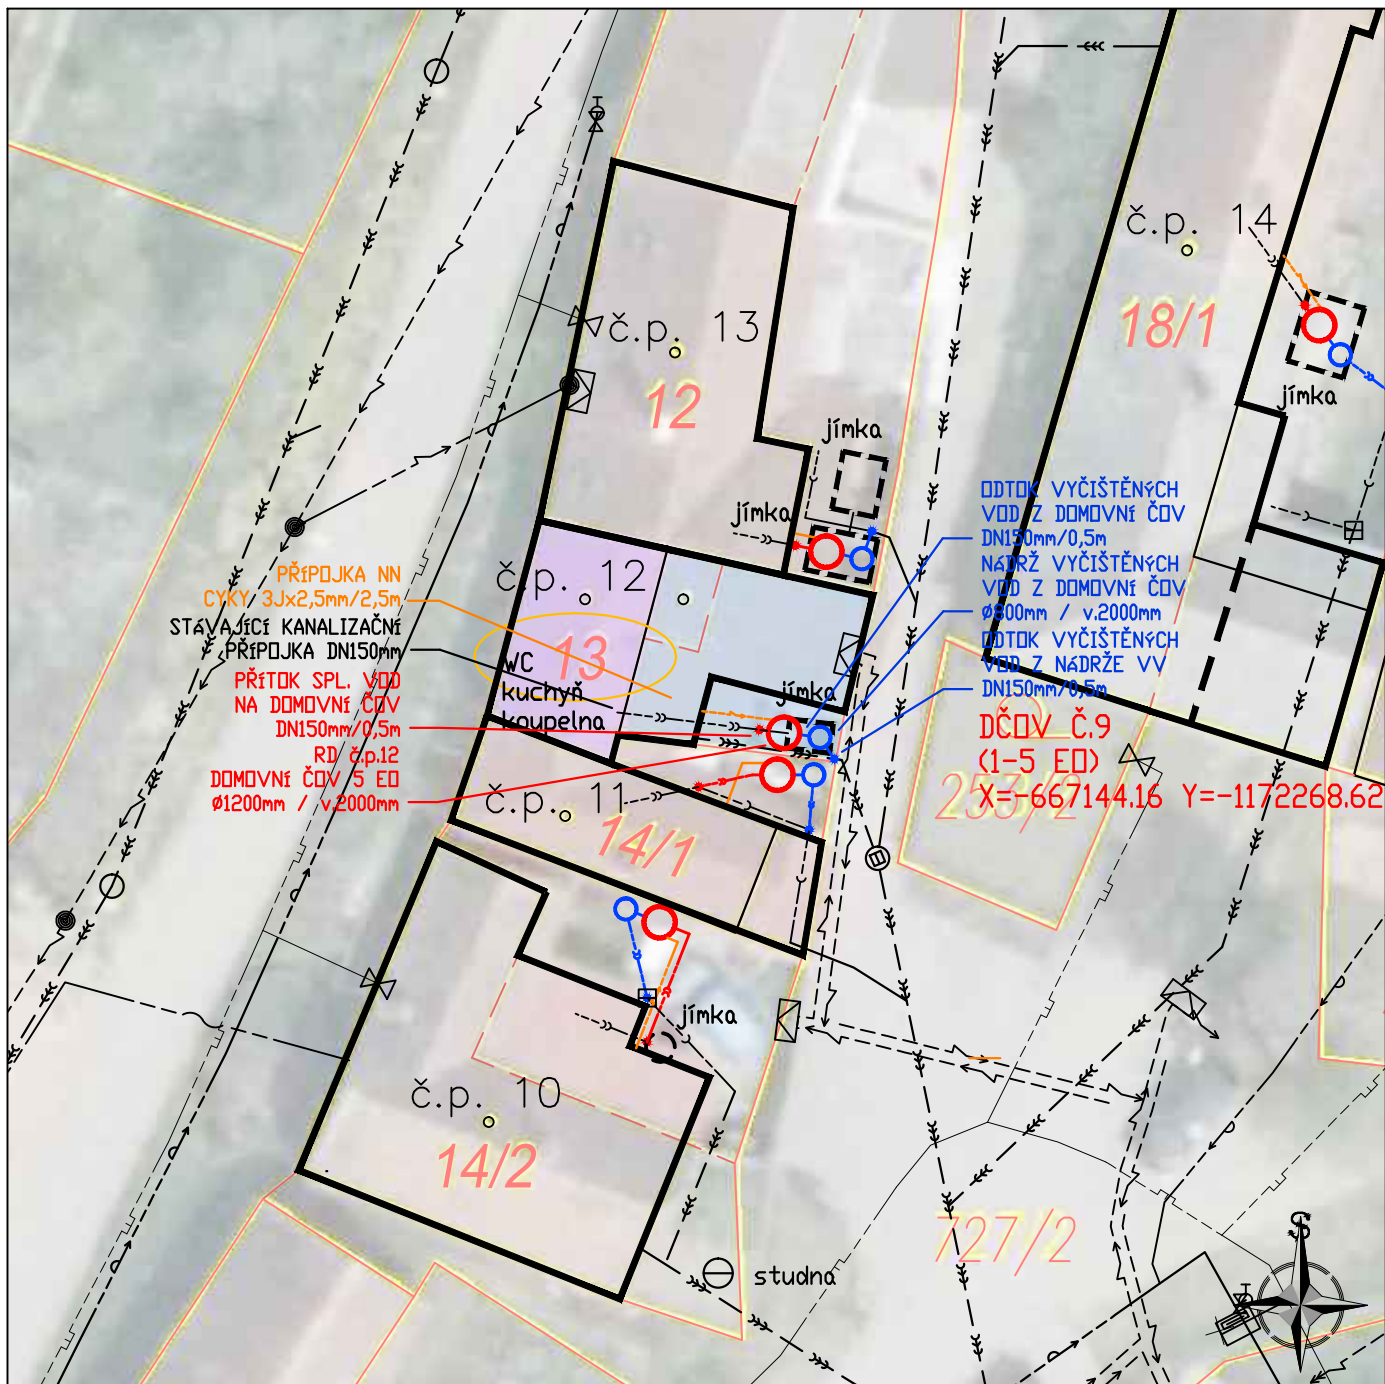 č.p. 14
18/1
jímka
č.p. 13
12
jímka
jímka
ODTOK VYČIŠTĚNÝCH
VOD Z DOMOVNÍ ČOV
DN150mm/0,5m
NÁDRŽ VYČIŠTĚNÝCH
VOD Z DOMOVNÍ ČOV
ø800mm / v.2000mm
ODTOK VYČIŠTĚNÝCH
VOD Z NÁDRŽE VV
DN150mm/0,5m
DČOV Č.9
(1-5 EO)
X=-667144.16 Y=-1172268.62
253/2
č.p. 12
13
PŘÍPOJKA NN
CYKY 3Jx2,5mm/2,5m
STÁVAJÍCÍ KANALIZAČNÍ
PŘÍPOJKA DN150mm
PŘÍTOK SPL. VOD
NA DOMOVNÍ ČOV
DN150mm/0,5m
RD č.p.12
DOMOVNÍ ČOV 5 EO
ø1200mm / v.2000mm
WC
kuchyň
koupelna
jímka
č.p. 11
14/1
jímka
č.p. 10
14/2
727/2
studna
S